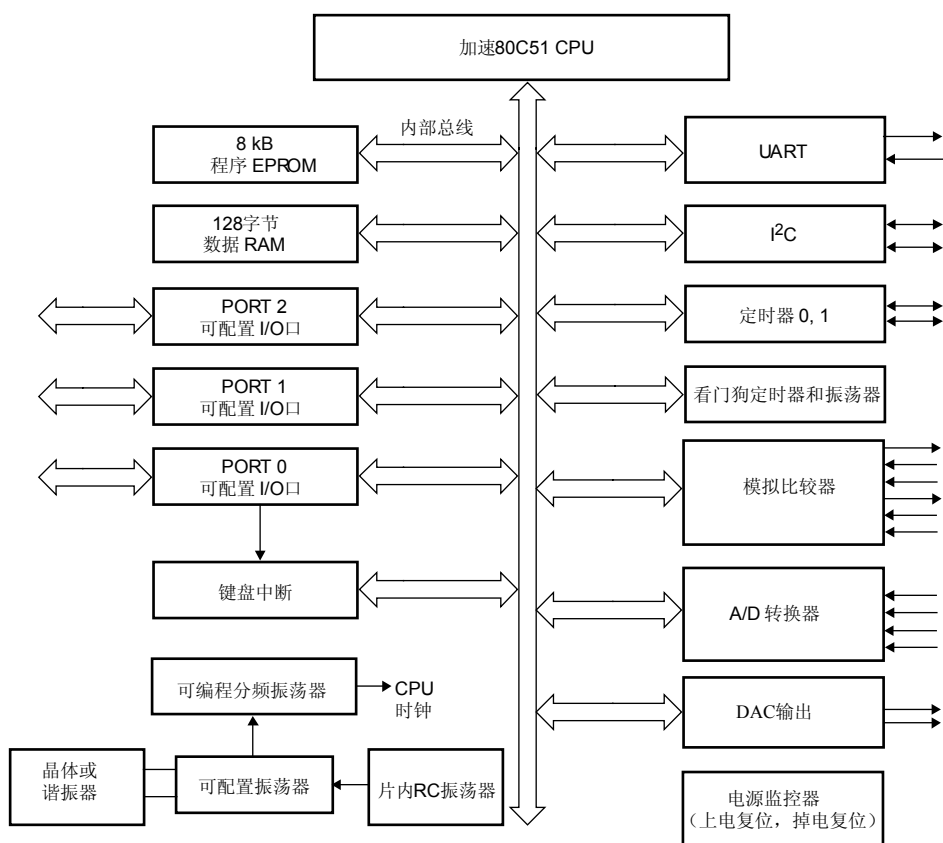 加速80C51 CPU
内部总线
8 kB
程序 EPROM
UART
128字节
数据 RAM
I²C
PORT 2
可配置 I/O口
定时器 0, 1
PORT 1
可配置 I/O口
看门狗定时器和振荡器
PORT 0
可配置 I/O口
模拟比较器
键盘中断
A/D 转换器
可编程分频振荡器
CPU
时钟
DAC输出
晶体或
谐振器
可配置振荡器
片内RC振荡器
电源监控器
(上电复位，掉电复位)